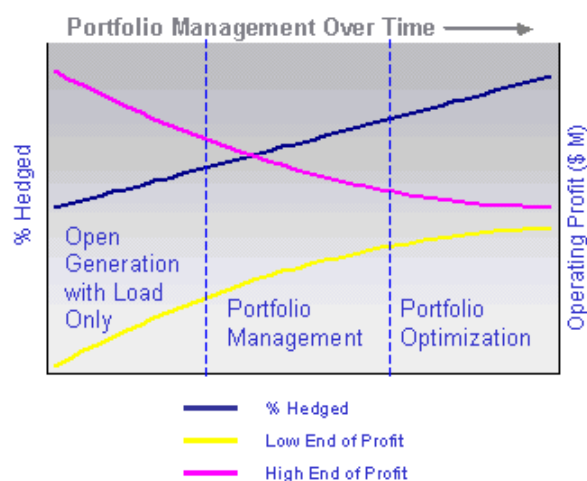 Portfolio Management Over Time
% Hedged
Operating Profit ($ M)
Open
Generation
with Load
Only
Portfolio
Management
Portfolio
Optimization
% Hedged
Low End of Profit
High End of Profit